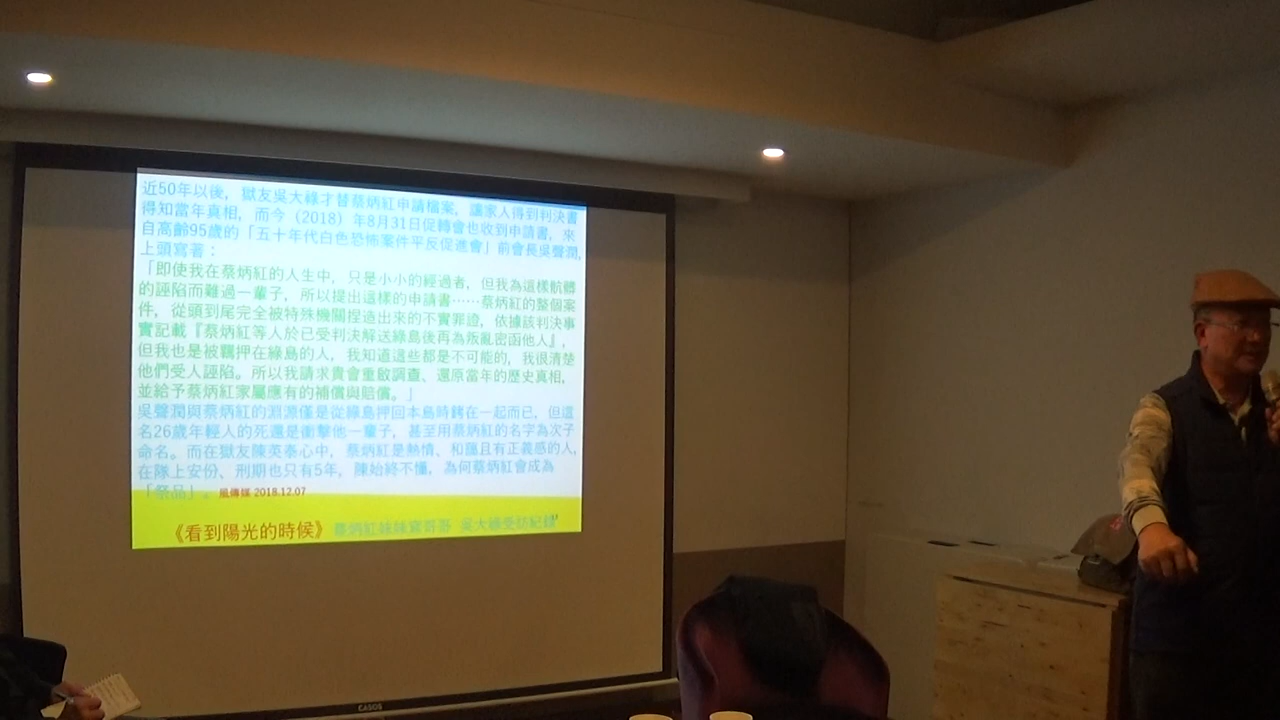 近50年以後，獄友吳大祿才替蔡炳紅申請檔案，讓家人得到判決書
得知當年真相，而今（2018）年8月31日促轉會也收到申請書，來
自高齡95歲的「五十年代白色恐怖案件平反促進會」前會長吳聲潤，
上頭寫著：
「即使我在蔡炳紅的人生中，只是小小的經過者，但我為這樣骯髒
的誣陷而難過一輩子，所以提出這樣的申請書……蔡炳紅的整個案
件，從頭到尾完全被特殊機關捏造出來的不實罪證，依據該判決事
實記載『蔡炳紅等人於已受判決解送綠島後再為叛亂密函他人』，
但我也是被羈押在綠島的人，我知道這些都是不可能的，我很清楚
他們受人誣陷。所以我請求貴會重啟調查、還原當年的歷史真相，
並給予蔡炳紅家屬應有的補償與賠償。」
吳聲潤與蔡炳紅的淵源僅是從綠島押回本島時銬在一起而已，但這
名26歲年輕人的死還是衝擊他一輩子，甚至用蔡炳紅的名字為次子
命名。而在獄友陳英泰心中，蔡炳紅是熱情、和藹且有正義感的人，
在隊上安份、刑期也只有5年，陳始終不懂，為何蔡炳紅會成為
「祭品」。風傳媒 2018.12.07
《看到陽光的時候》蔡炳紅妹妹寫哥哥 吳大祿受訪紀錄
CASOS